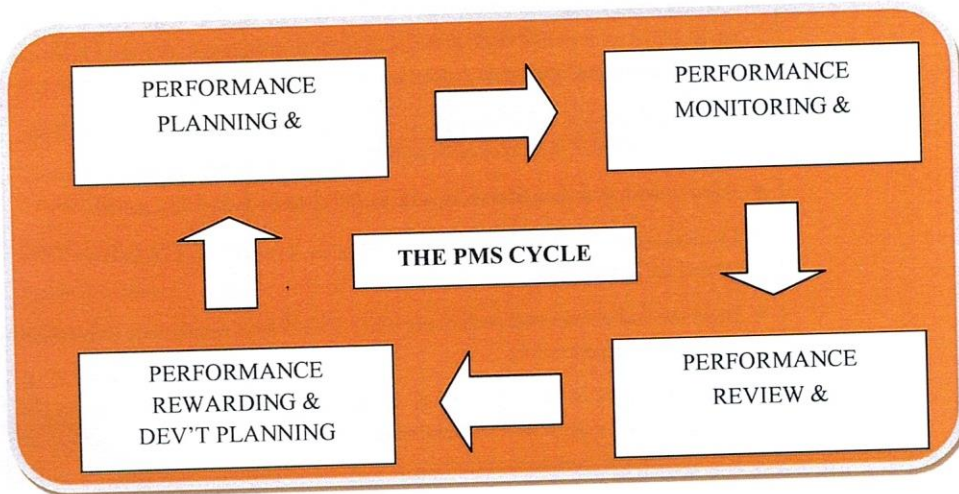 PERFORMANCE
PLANNING &
PERFORMANCE
MONITORING &
THE PMS CYCLE
PERFORMANCE
REWARDING &
DEV'T PLANNING
PERFORMANCE
REVIEW &